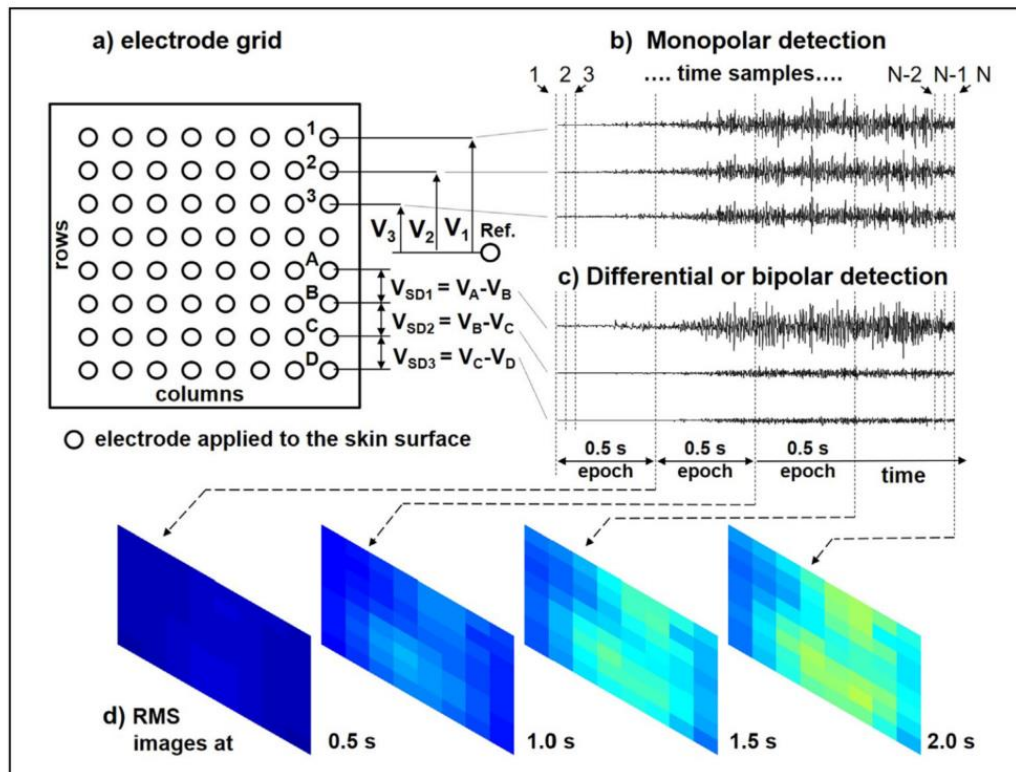 a) electrode grid
rows
columns
1
2
3
A
B
C
D
V3 V2 V1 Ref.
VSD1 = VA-VB
VSD2 = VB-VC
VSD3 = VC-VD
electrode applied to the skin surface
b) Monopolar detection
1 2 3 .... time samples.... N-2 N-1 N
c) Differential or bipolar detection
0.5 s 0.5 s 0.5 s
epoch epoch epoch time
d) RMS
images at 0.5 s 1.0 s 1.5 s 2.0 s